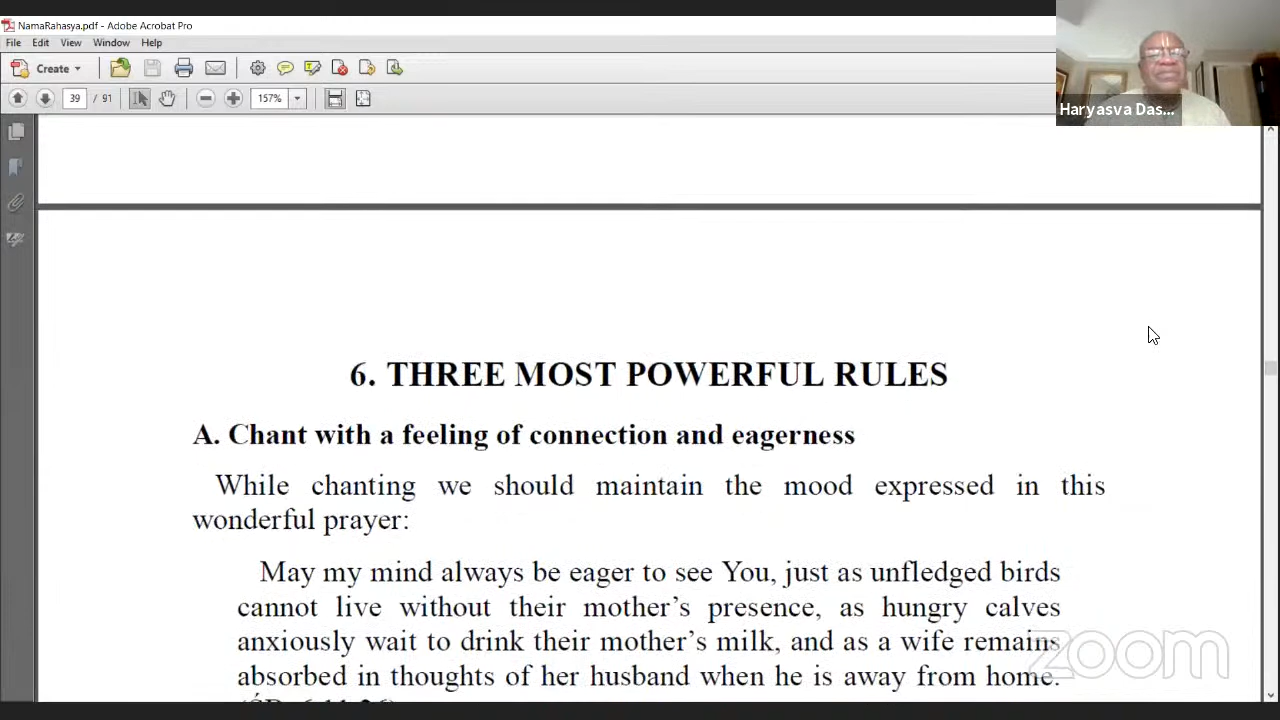 NamaRahasya.pdf - Adobe Acrobat Pro
File Edit View Window Help
Create
39 / 91 157%
Haryasva Das...
6. THREE MOST POWERFUL RULES
A. Chant with a feeling of connection and eagerness
While chanting we should maintain the mood expressed in this
wonderful prayer:
May my mind always be eager to see You, just as unfledged birds
cannot live without their mother's presence, as hungry calves
anxiously wait to drink their mother's milk, and as a wife remains
absorbed in thoughts of her husband when he is away from home.
zoom